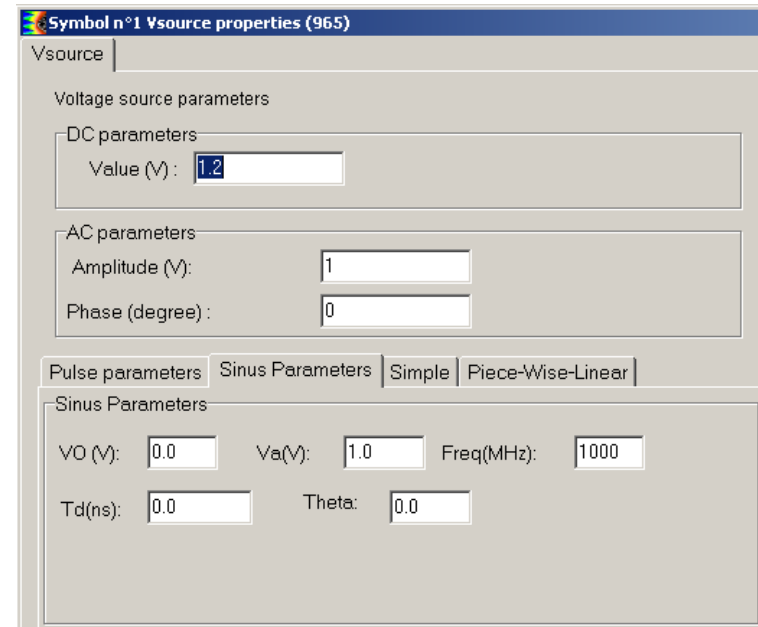 Symbol n°1 Vsource properties (965)
Vsource
Voltage source parameters
DC parameters
Value (V) : 1.2
AC parameters
Amplitude (V): 1
Phase (degree) : 0
Pulse parameters Sinus Parameters Simple Piece-Wise-Linear
Sinus Parameters
VO (V): 0.0 Va(V): 1.0 Freq(MHz): 1000
Td(ns): 0.0 Theta: 0.0